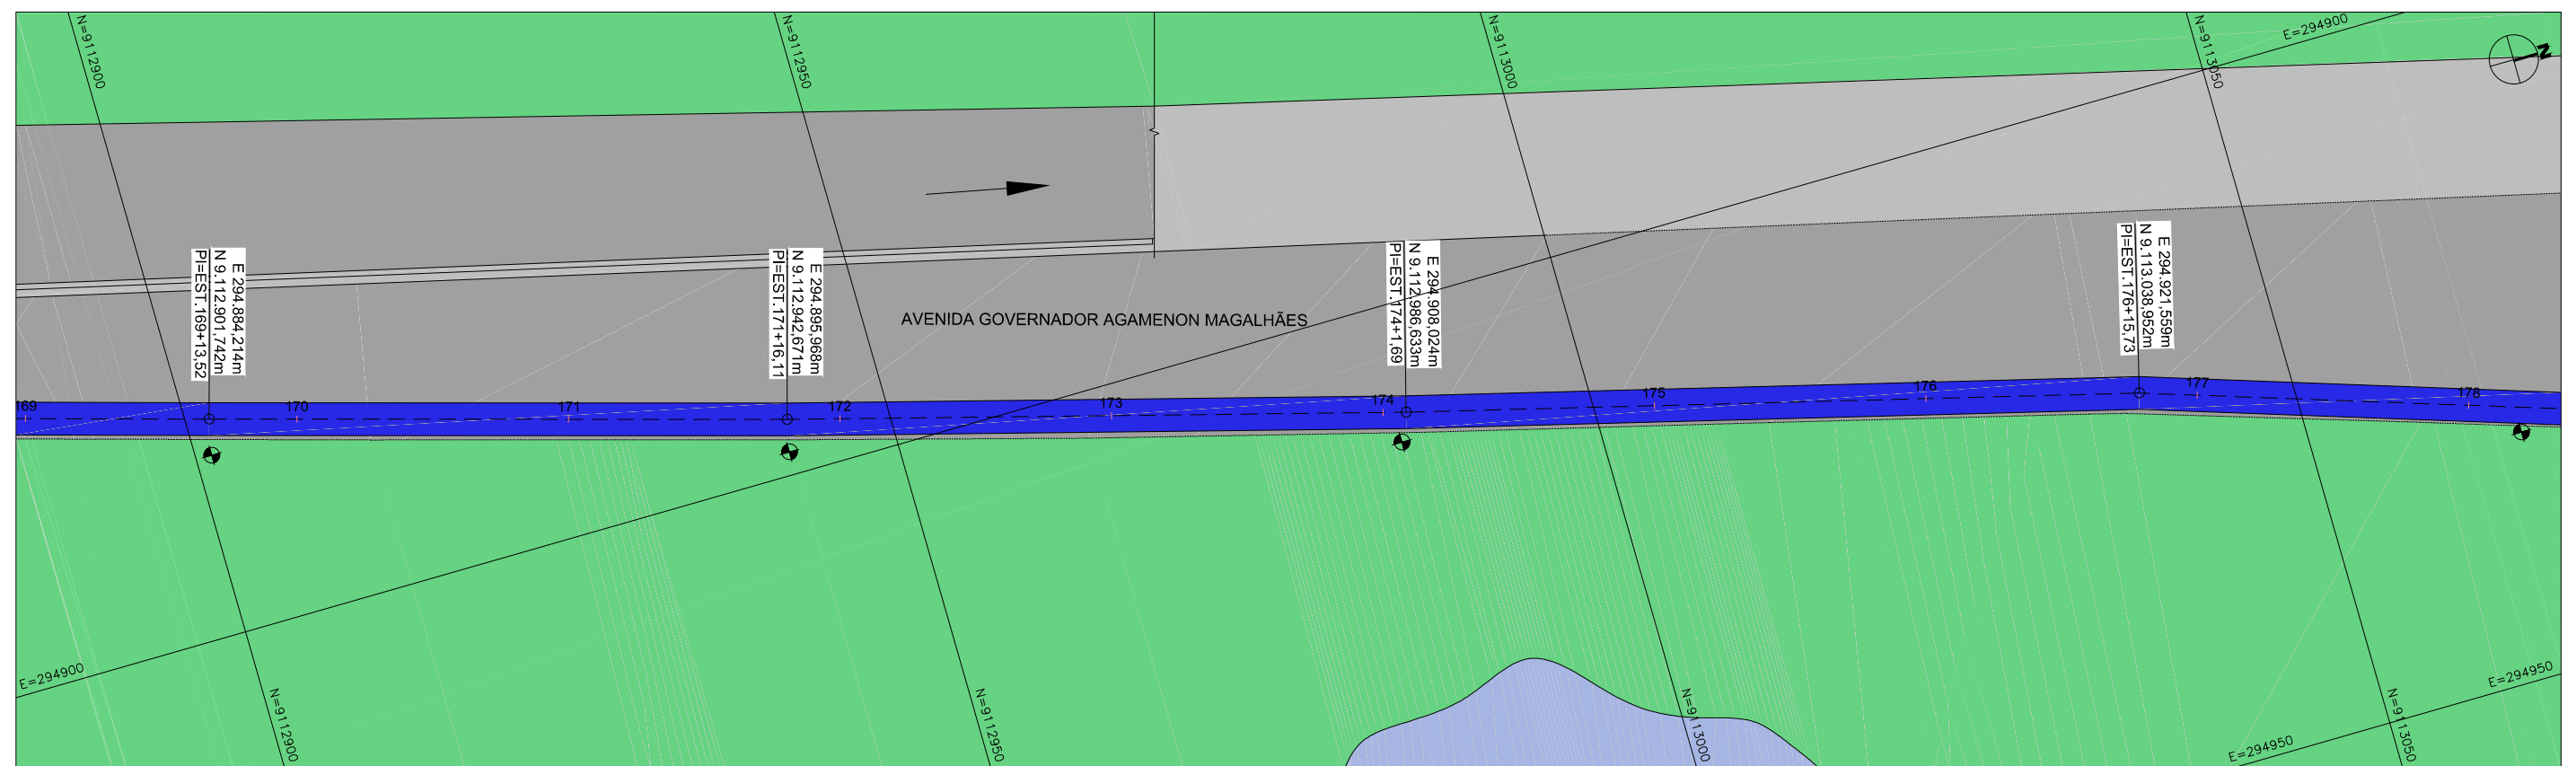 N=9112900
N=9112950
N=9113000
N=9113050
E=294900
N
E 294.884,214m
N 9.112.901,742m
PI=EST.169+13,52
E 294.895,968m
N 9.112.942,671m
PI=EST.171+16,11
E 294.908,024m
N 9.112.986,633m
PI=EST.174+1,69
E 294.921,559m
N 9.113.038,952m
PI=EST.176+15,73
AVENIDA GOVERNADOR AGAMENON MAGALHÃES
169
170
171
172
173
174
175
176
177
178
E=294900
N=9112900
N=9112950
N=9113000
N=9113050
E=294950
E=294950